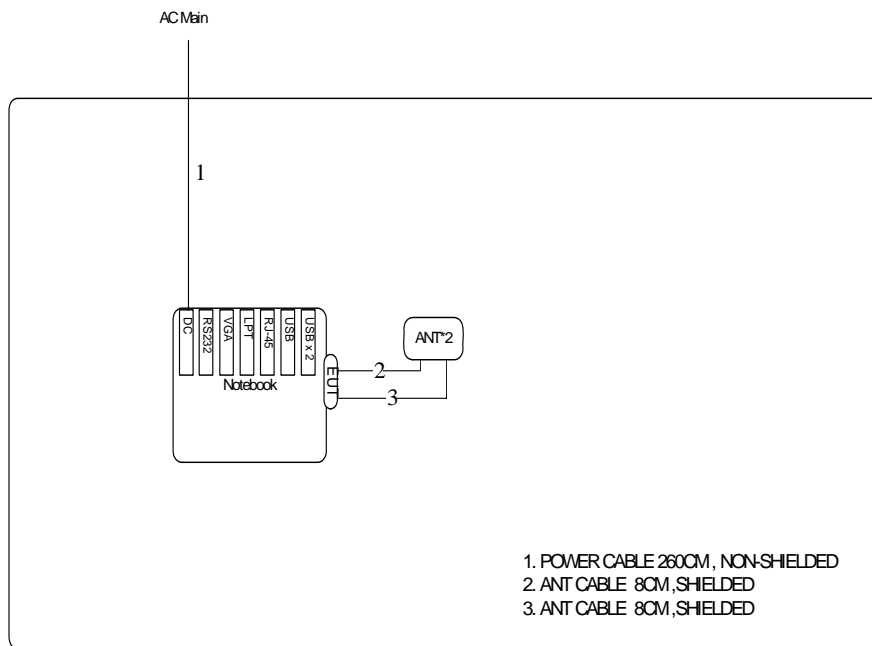 AC Main
1
DC
RS232
VGA
LPT
RJ-45
USB
USB x 2
Notebook
EUT
ANT*2
2
3
1. POWER CABLE 260CM, NON-SHIELDED
2. ANT CABLE 8CM,SHIELDED
3. ANT CABLE 8CM,SHIELDED